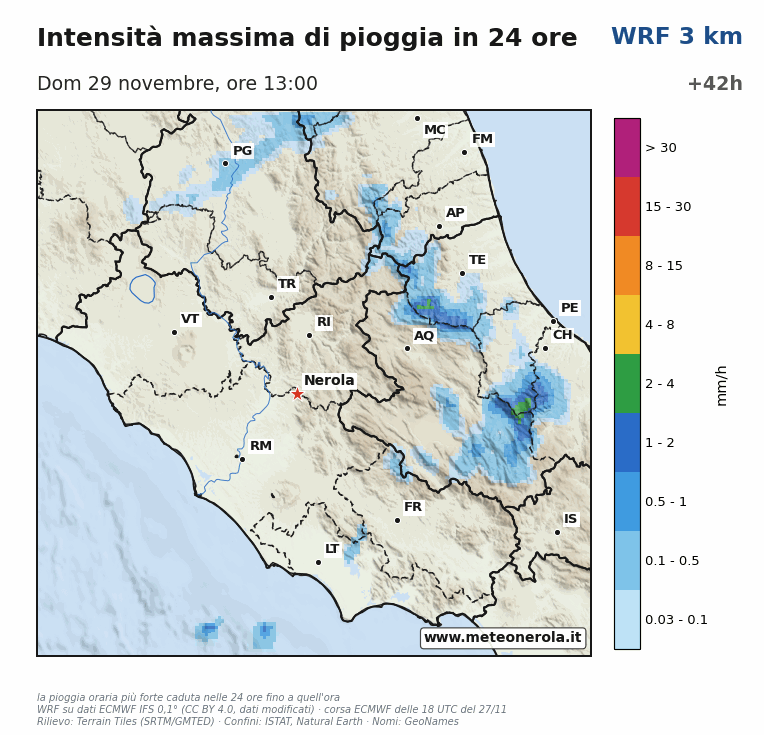 Intensità massima di pioggia in 24 ore
WRF 3 km
Dom 29 novembre, ore 13:00
+42h
MC
FM
PG
AP
TE
TR
PE
VT
RI
AQ
CH
Nerola
RM
FR
IS
LT
www.meteonerola.it
> 30
15 - 30
8 - 15
4 - 8
2 - 4
1 - 2
0.5 - 1
0.1 - 0.5
0.03 - 0.1
mm/h
la pioggia oraria più forte caduta nelle 24 ore fino a quell'ora
WRF su dati ECMWF IFS 0,1° (CC BY 4.0, dati modificati) · corsa ECMWF delle 18 UTC del 27/11
Rilievo: Terrain Tiles (SRTM/GMTED) · Confini: ISTAT, Natural Earth · Nomi: GeoNames